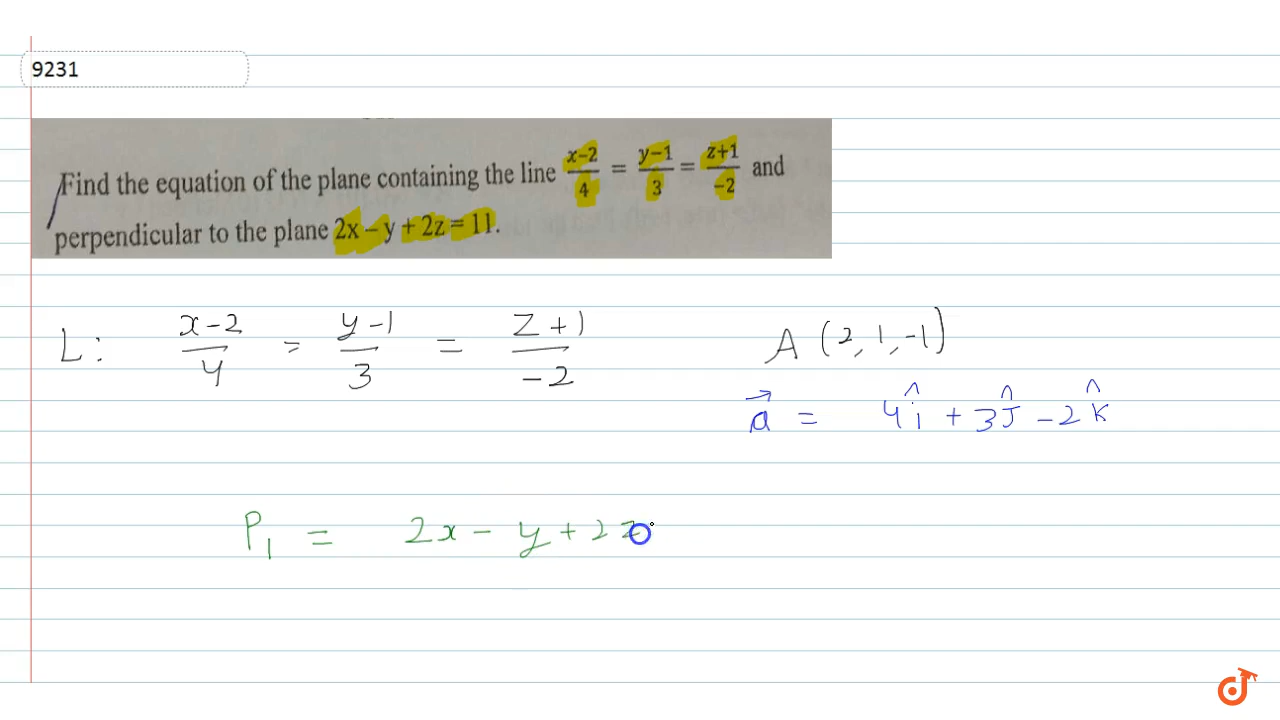 9231
Find the equation of the plane containing the line x−2/4 = y−1/3 = z+1/−2 and
perpendicular to the plane 2x − y + 2z = 11.
L: x−2/4 = y−1/3 = z+1/−2 A (2, 1, −1)
a⃗ = 4î + 3ĵ − 2k̂
P₁ = 2x − y + 2z